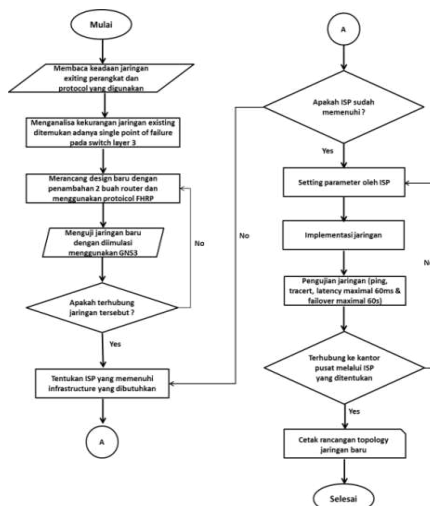 Mulai
Membaca keadaan jaringan
exiting perangkat dan
protocol yang digunakan
Menganalisa kekurangan jaringan existing
ditemukan adanya single point of failure
pada switch layer 3
Merancang design baru dengan
penambahan 2 buah router dan
menggunakan protoicol FHRP
Menguji jaringan baru
dengan diimulasi
menggunakan GNS3
No
Apakah terhubung
jaringan tersebut ?
Yes
Tentukan ISP yang memenuhi
infrastructure yang dibutuhkan
A
A
Apakah ISP sudah
memenuhi ?
No
Yes
Setting parameter oleh ISP
Implementasi jaringan
No
Pengujian jaringan (ping,
tracert, latency maximal 60ms &
failover maximal 60s)
Terhubung ke kantor
pusat melalui ISP
yang ditentukan
Yes
Cetak rancangan topology
jaringan baru
Selesai